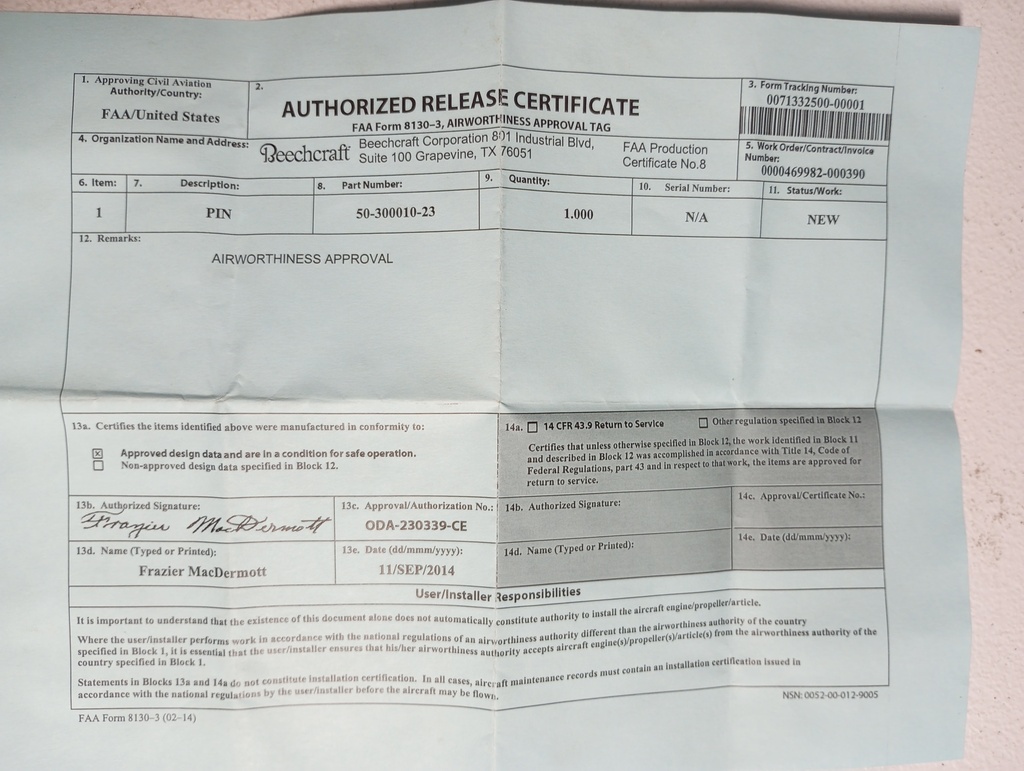 1. Approving Civil Aviation
Authority/Country:
FAA/United States
2.
AUTHORIZED RELEASE CERTIFICATE
FAA Form 8130–3, AIRWORTHINESS APPROVAL TAG
3. Form Tracking Number:
0071332500-00001
4. Organization Name and Address:
Beechcraft
Beechcraft Corporation 801 Industrial Blvd,
Suite 100 Grapevine, TX 76051
FAA Production
Certificate No.8
5. Work Order/Contract/Invoice
Number:
0000469982-000390
6. Item:
1
7. Description:
PIN
8. Part Number:
50-300010-23
9. Quantity:
1.000
10. Serial Number:
N/A
11. Status/Work:
NEW
12. Remarks:
AIRWORTHINESS APPROVAL
13a. Certifies the items identified above were manufactured in conformity to:
Approved design data and are in a condition for safe operation.
Non-approved design data specified in Block 12.
14a. 14 CFR 43.9 Return to Service
Other regulation specified in Block 12
Certifies that unless otherwise specified in Block 12, the work identified in Block 11
and described in Block 12 was accomplished in accordance with Title 14, Code of
Federal Regulations, part 43 and in respect to that work, the items are approved for
return to service.
13b. Authorized Signature:
Frazier MacDermott
13c. Approval/Authorization No.:
ODA-230339-CE
14b. Authorized Signature:
14c. Approval/Certificate No.:
13d. Name (Typed or Printed):
Frazier MacDermott
13e. Date (dd/mmm/yyyy):
11/SEP/2014
14d. Name (Typed or Printed):
14e. Date (dd/mmm/yyyy):
User/Installer Responsibilities
It is important to understand that the existence of this document alone does not automatically constitute authority to install the aircraft engine/propeller/article.
Where the user/installer performs work in accordance with the national regulations of an airworthiness authority different than the airworthiness authority of the country
specified in Block 1, it is essential that the user/installer ensures that his/her airworthiness authority accepts aircraft engine(s)/propeller(s)/article(s) from the airworthiness authority of the
country specified in Block 1.
Statements in Blocks 13a and 14a do not constitute installation certification. In all cases, aircraft maintenance records must contain an installation certification issued in
accordance with the national regulations by the user/installer before the aircraft may be flown.
NSN: 0052-00-012-9005
FAA Form 8130–3 (02-14)